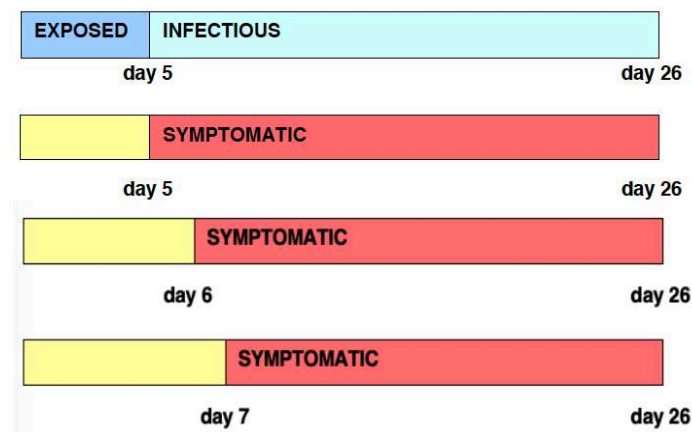 EXPOSED INFECTIOUS
day 5 day 26
SYMPTOMATIC
day 5 day 26
SYMPTOMATIC
day 6 day 26
SYMPTOMATIC
day 7 day 26